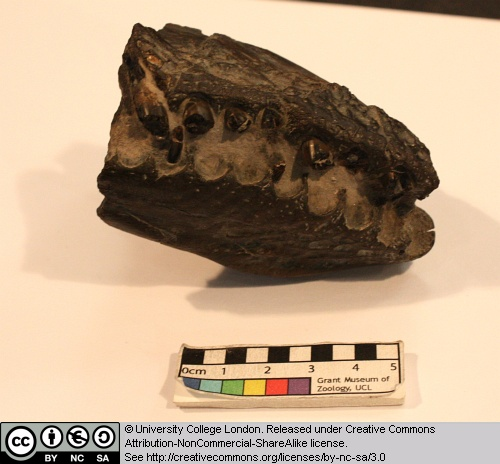 0cm 1 2 3 4 5
Grant Museum of
Zoology, UCL
cc BY NC SA
© University College London. Released under Creative Commons
Attribution-NonCommercial-ShareAlike license.
See http://creativecommons.org/licenses/by-nc-sa/3.0